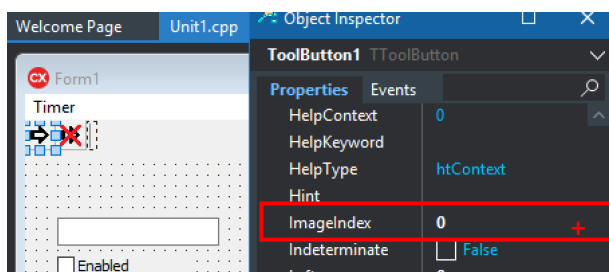 Welcome Page
Unit1.cpp
Object Inspector
ToolButton1 TToolButton
Form1
Properties Events
Timer
HelpContext 0
HelpKeyword
HelpType htContext
Hint
ImageIndex 0
Indeterminate False
Enabled